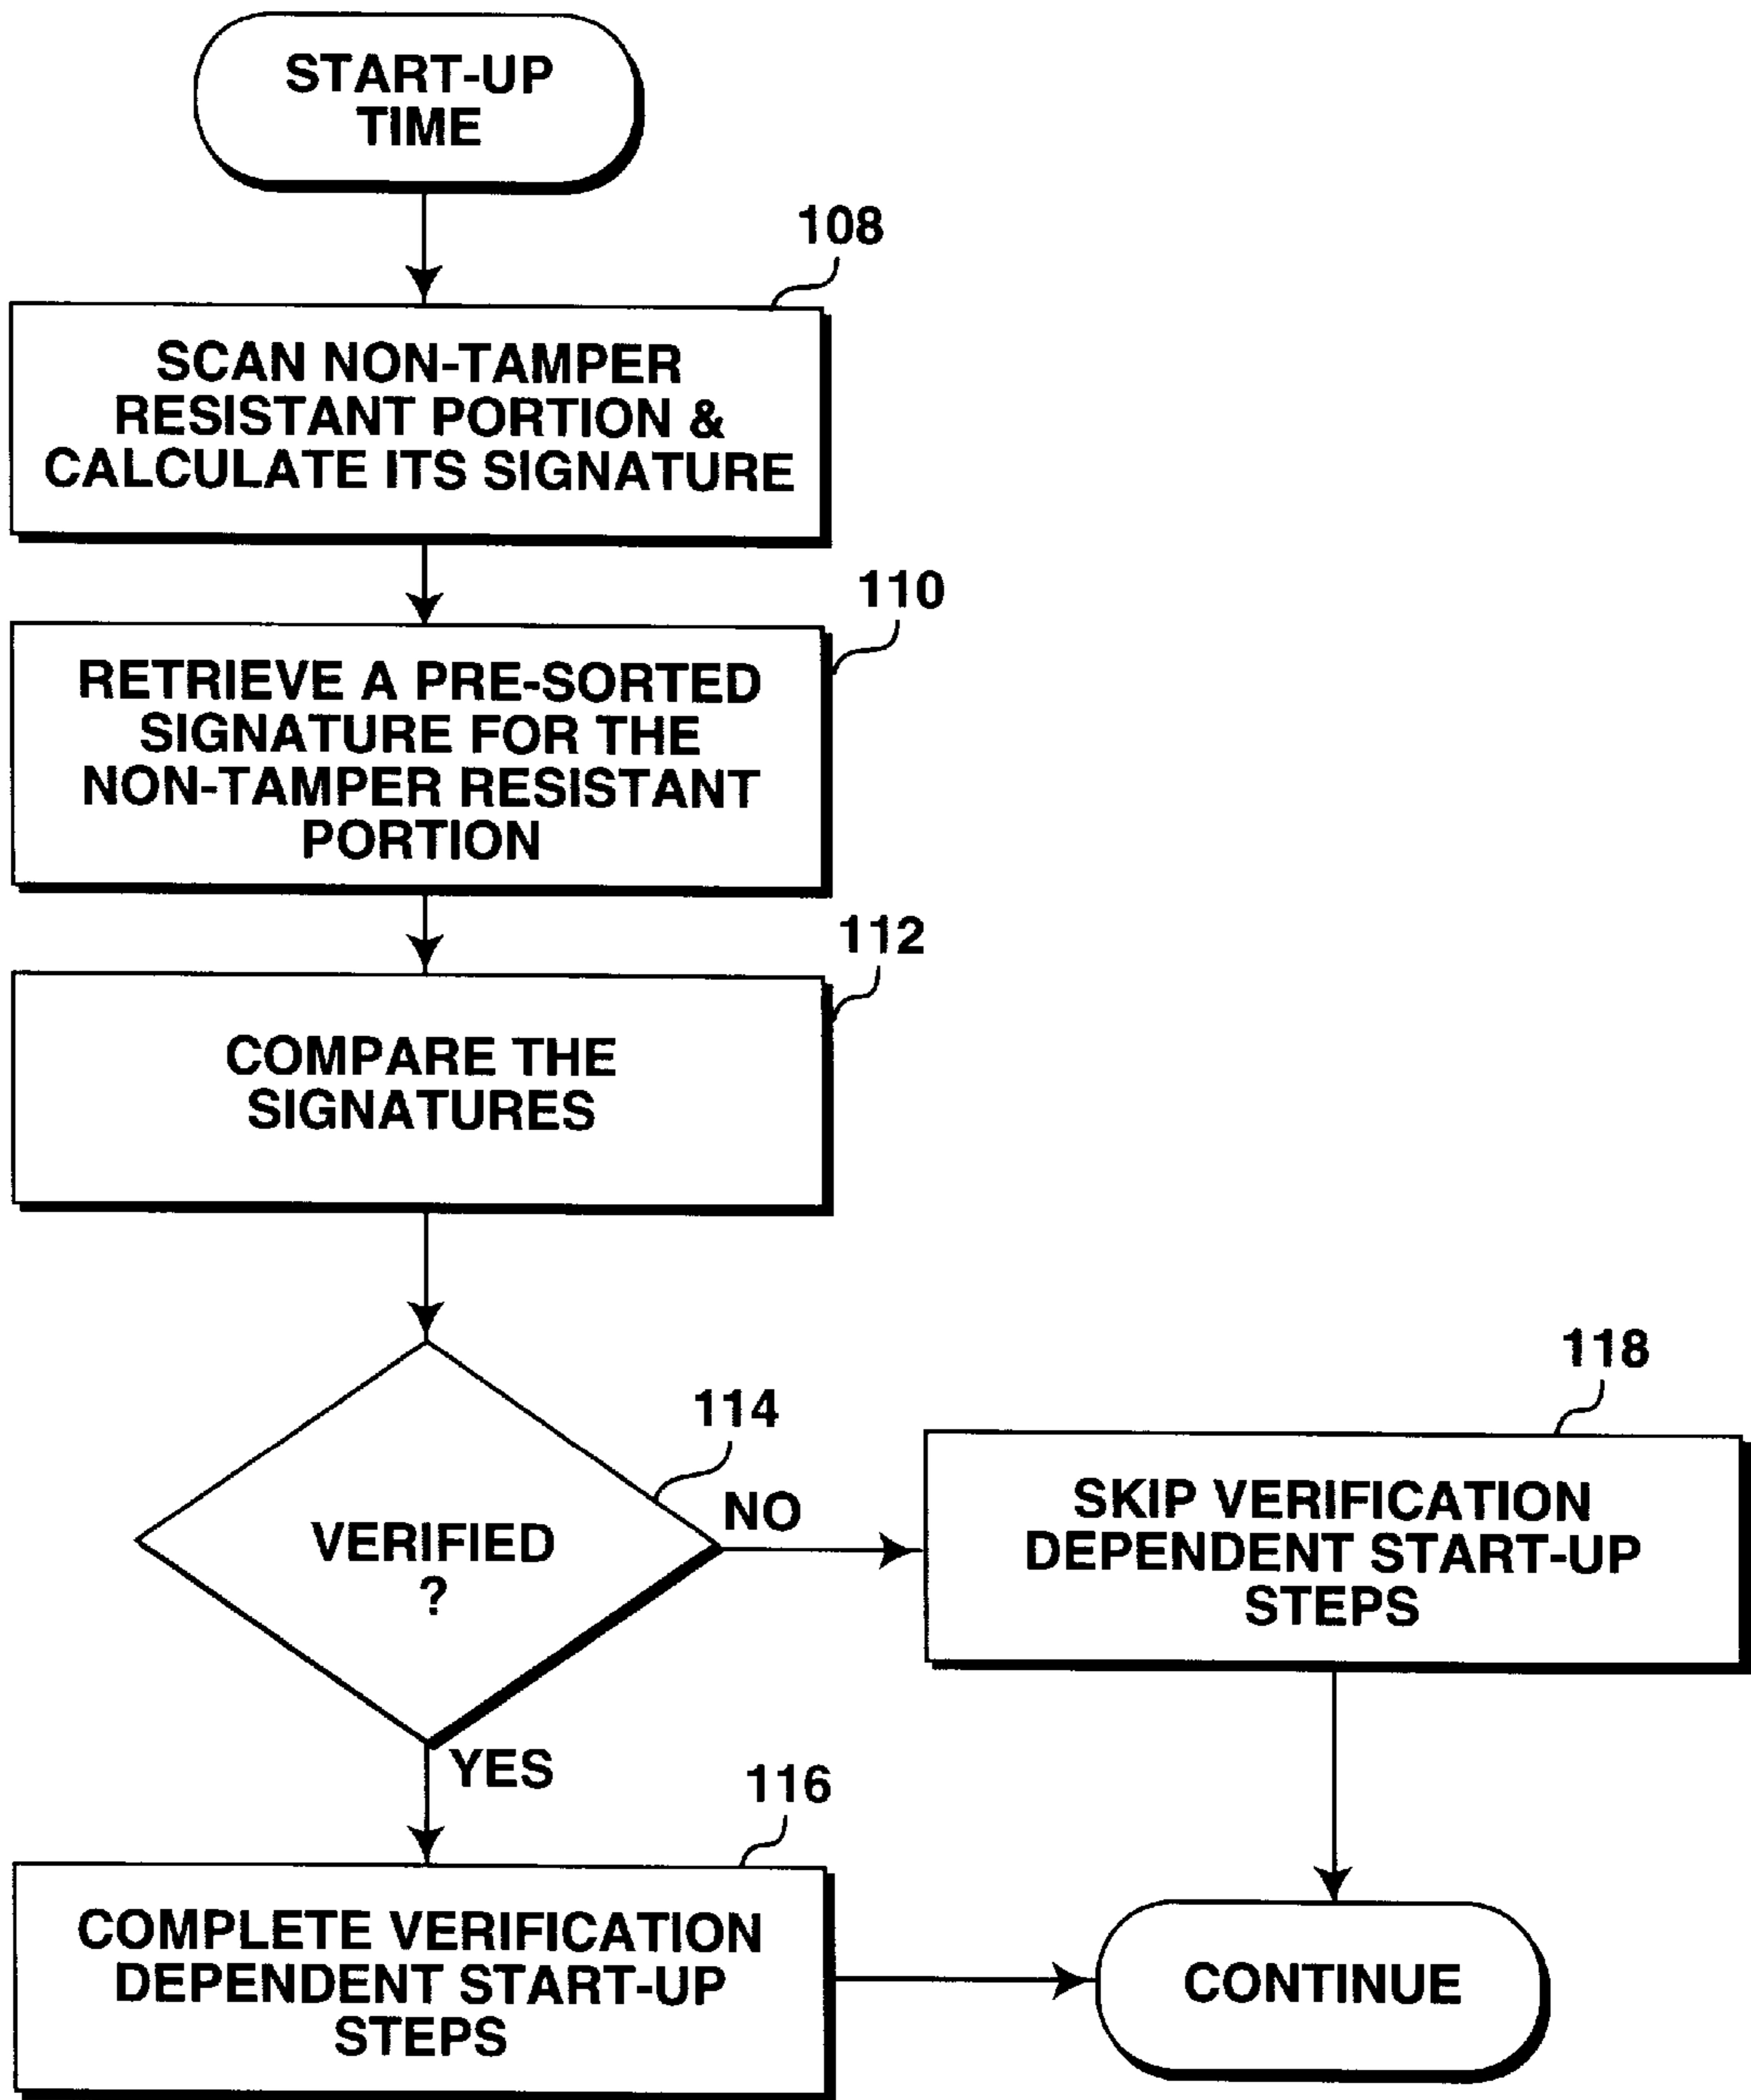 START-UP
TIME
108
SCAN NON-TAMPER
RESISTANT PORTION &
CALCULATE ITS SIGNATURE
110
RETRIEVE A PRE-SORTED
SIGNATURE FOR THE
NON-TAMPER RESISTANT
PORTION
112
COMPARE THE
SIGNATURES
114
VERIFIED
?
NO
118
SKIP VERIFICATION
DEPENDENT START-UP
STEPS
YES
116
COMPLETE VERIFICATION
DEPENDENT START-UP
STEPS
CONTINUE